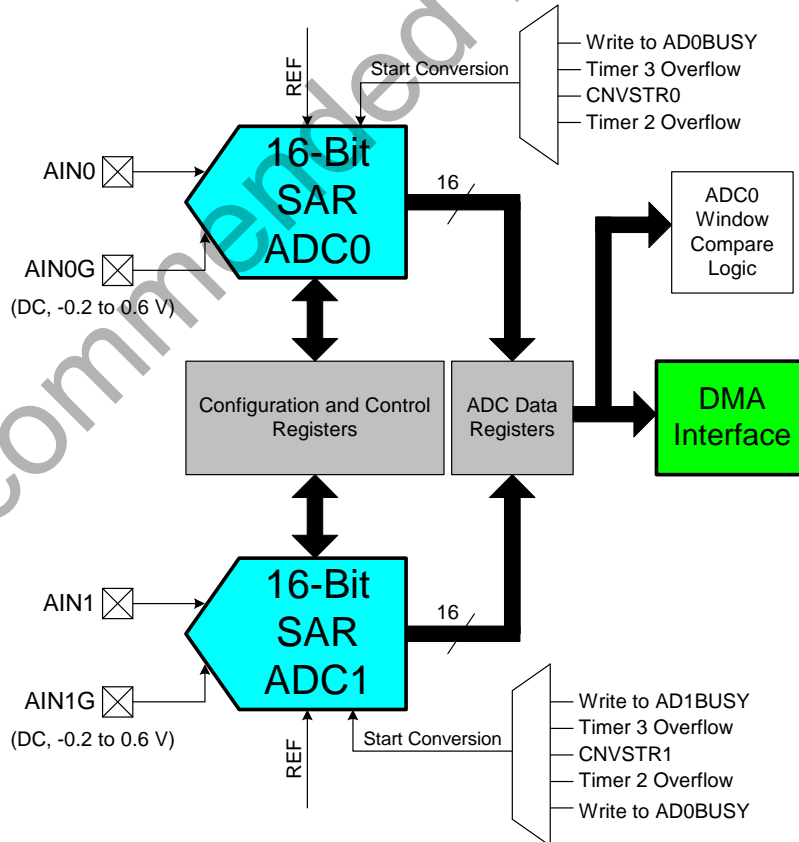 Write to AD0BUSY
Timer 3 Overflow
CNVSTR0
Timer 2 Overflow
Start Conversion
REF
16-Bit
SAR
ADC0
AIN0
AIN0G
(DC, -0.2 to 0.6 V)
16
ADC0
Window
Compare
Logic
Configuration and Control
Registers
ADC Data
Registers
DMA
Interface
16-Bit
SAR
ADC1
AIN1
AIN1G
(DC, -0.2 to 0.6 V)
16
REF
Start Conversion
Write to AD1BUSY
Timer 3 Overflow
CNVSTR1
Timer 2 Overflow
Write to AD0BUSY
commended